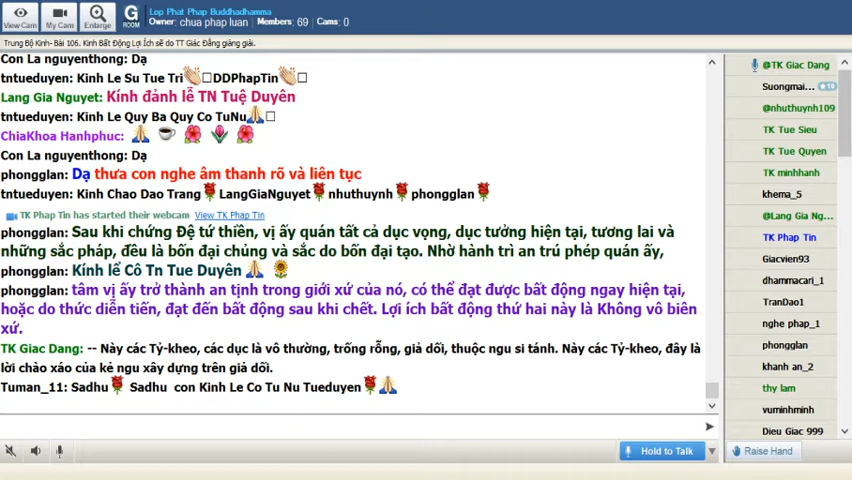 View Cam
My Cam
Enlarge
G
ROOM
Lop Phat Phap Buddhadhamma
Owner: chua phap luan Members: 69 Cams: 0
Trung Bộ Kinh- Bài 106. Kinh Bất Động Lợi Ích sẽ do TT Giác Đẳng giảng giải.
Con La nguyenthong: Dạ
tntueduyen: Kinh Le Su Tue Tri👏□DDPhapTin👏□
Lang Gia Nguyet: Kính đảnh lễ TN Tuệ Duyên
tntueduyen: Kinh Le Quy Ba Quy Co TuNu🙏□
ChiaKhoa Hanhphuc: 🙏 ☕ 🌺 🌷 🌺
Con La nguyenthong: Dạ
phongglan: Dạ thưa con nghe âm thanh rõ và liên tục
tntueduyen: Kinh Chao Dao Trang🌹LangGiaNguyet🌹nhuthuynh🌹phongglan🌹
TK Phap Tin has started their webcam View TK Phap Tin
phongglan: Sau khi chứng Đệ tứ thiền, vị ấy quán tất cả dục vọng, dục tưởng hiện tại, tương lai và
những sắc pháp, đều là bốn đại chủng và sắc do bốn đại tạo. Nhờ hành trì an trú phép quán ấy,
phongglan: Kính lể Cô Tn Tue Duyên 🙏 🌻
phongglan: tâm vị ấy trở thành an tịnh trong giới xứ của nó, có thể đạt được bất động ngay hiện tại,
hoặc do thức diễn tiến, đạt đến bất động sau khi chết. Lợi ích bất động thứ hai này là Không vô biên
xứ.
TK Giac Dang: -- Này các Tỷ-kheo, các dục là vô thường, trống rỗng, giả dối, thuộc ngu si tánh. Này các Tỷ-kheo, đây là
lời chào xáo của kẻ ngu xây dựng trên giả dối.
Tuman_11: Sadhu🌹 Sadhu con Kinh Le Co Tu Nu Tueduyen🌹🙏
Hold to Talk
@TK Giac Dang
Suongmai... 10
@nhuthuynh109
TK Tue Sieu
TK Tue Quyen
TK minhhanh
khema_5
@Lang Gia Ng...
TK Phap Tin
Giacvien93
dhammacari_1
TranDao1
nghe phap_1
phongglan
khanh an_2
thy lam
vuminhminh
Dieu Giac 999
Raise Hand